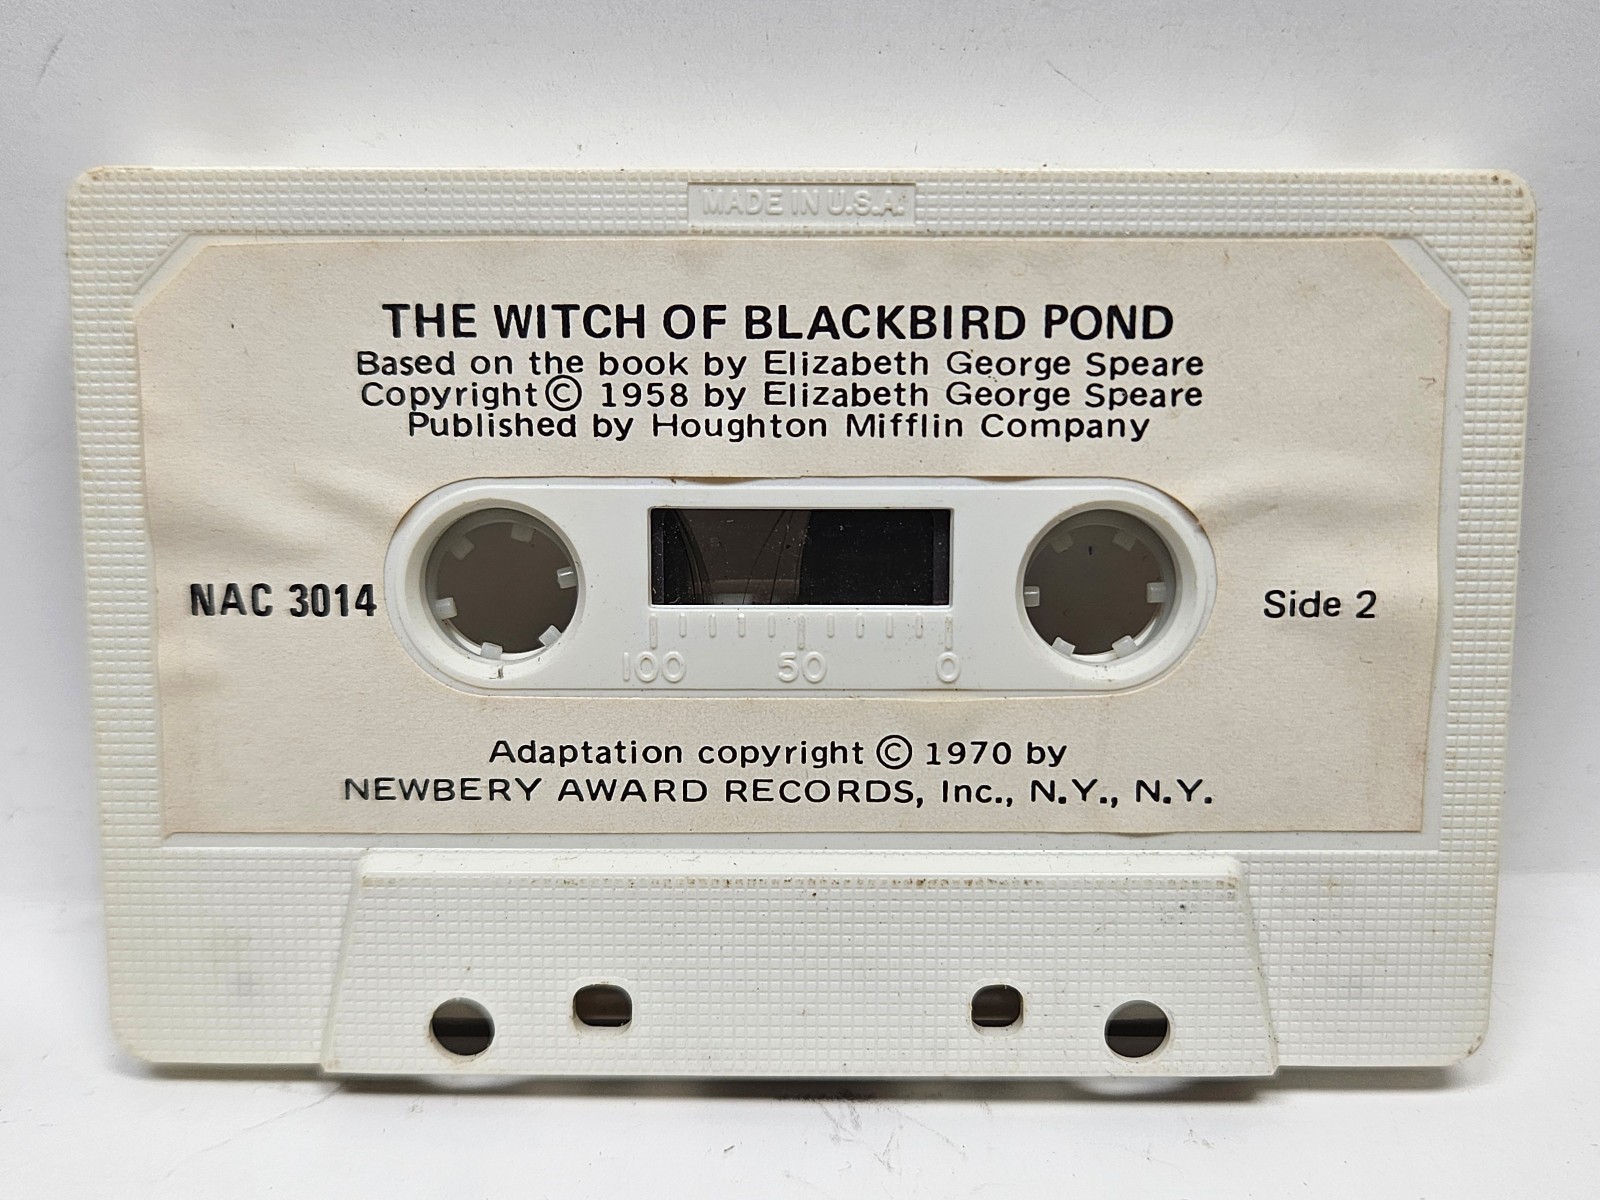 MADE IN U.S.A.
THE WITCH OF BLACKBIRD POND
Based on the book by Elizabeth George Speare
Copyright © 1958 by Elizabeth George Speare
Published by Houghton Mifflin Company
NAC 3014
Side 2
100 50 0
Adaptation copyright © 1970 by
NEWBERY AWARD RECORDS, Inc., N.Y., N.Y.